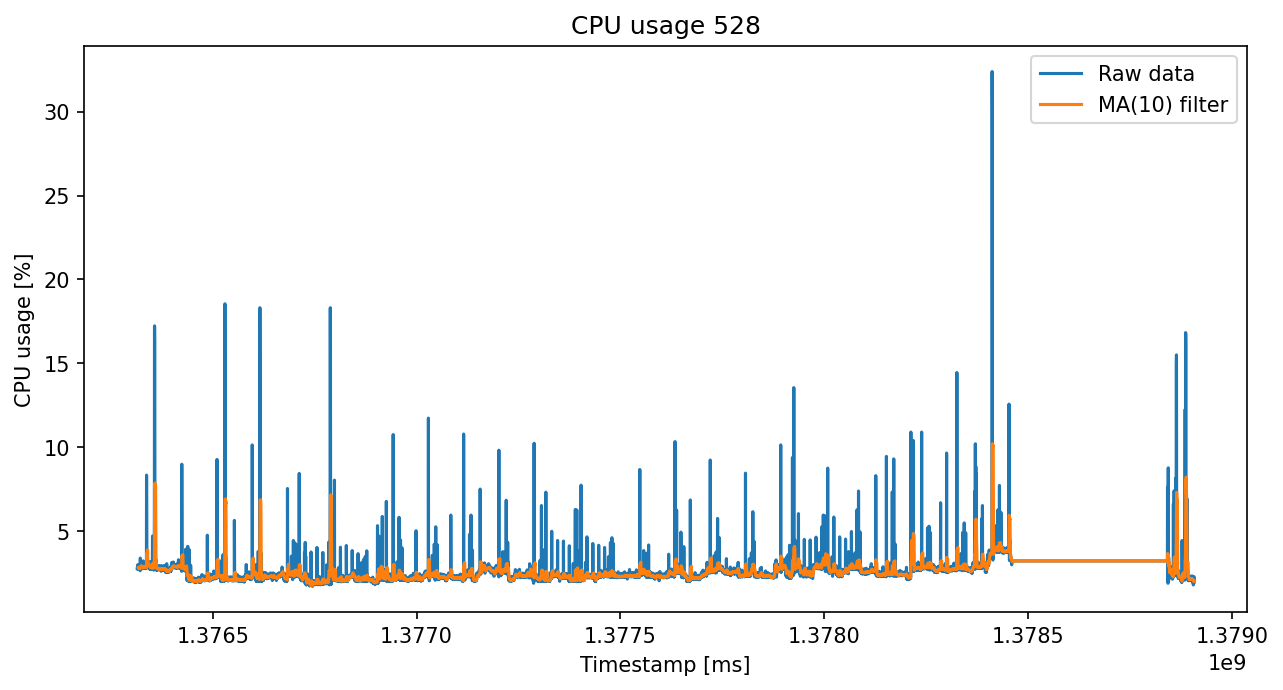 CPU usage 528
Raw data
MA(10) filter
CPU usage [%]
30
25
20
15
10
5
1.3765
1.3770
1.3775
1.3780
1.3785
1.3790
1e9
Timestamp [ms]